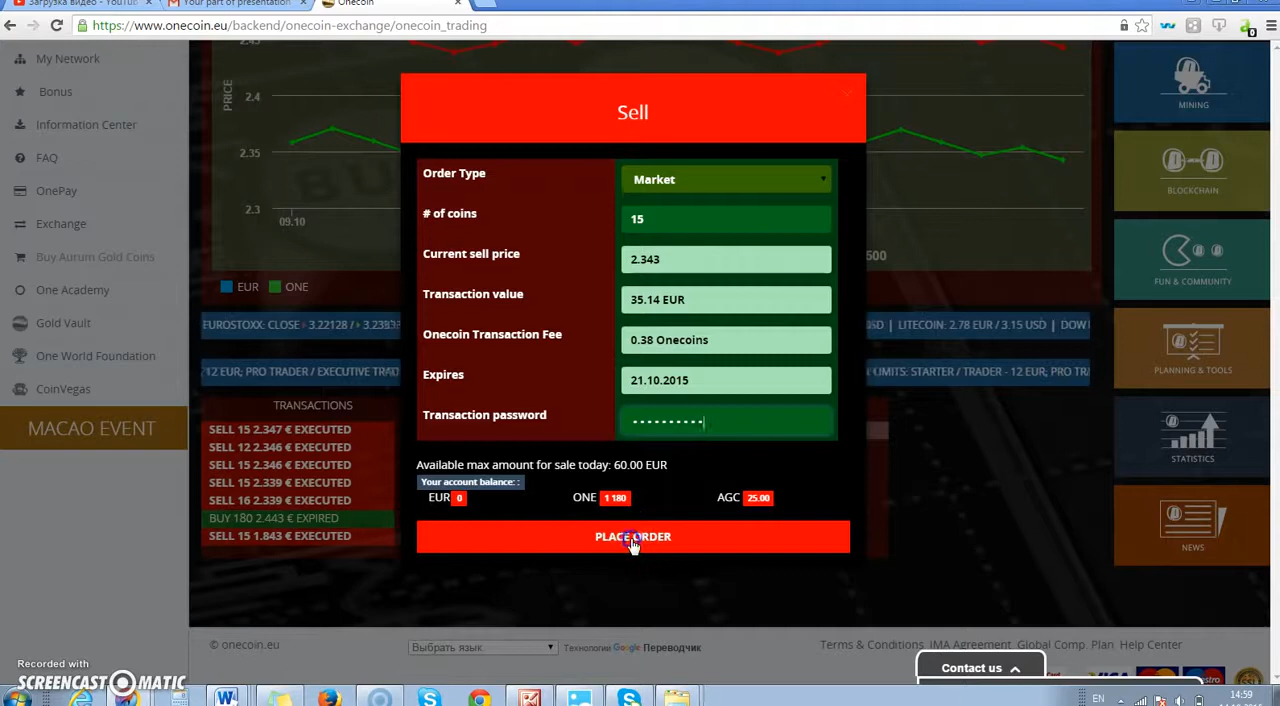 Загрузка видео - YouTub
Your part of presentation
Onecoin
https://www.onecoin.eu/backend/onecoin-exchange/onecoin_trading
0
My Network
Bonus
Information Center
FAQ
OnePay
Exchange
Buy Aurum Gold Coins
One Academy
Gold Vault
One World Foundation
CoinVegas
MACAO EVENT
PRICE
2.4
2.35
2.3
09.10
500
EUR
ONE
Sell
Order Type
Market
# of coins
15
Current sell price
2.343
Transaction value
35.14 EUR
Onecoin Transaction Fee
0.38 Onecoins
Expires
21.10.2015
Transaction password
Available max amount for sale today: 60.00 EUR
Your account balance: :
EUR 0
ONE 1 180
AGC 25.00
PLACE ORDER
EUROSTOXX: CLOSE
3.22128 /
SD | LITECOIN: 2.78 EUR / 3.15 USD | DOW
12 EUR; PRO TRADER / EXECUTIVE TRA
IMITS: STARTER / TRADER - 12 EUR; PRO TR
TRANSACTIONS
SELL 15 2.347 € EXECUTED
SELL 12 2.346 € EXECUTED
SELL 15 2.346 € EXECUTED
SELL 15 2.339 € EXECUTED
SELL 16 2.339 € EXECUTED
BUY 180 2.443 € EXPIRED
SELL 15 1.843 € EXECUTED
MINING
BLOCKCHAIN
FUN & COMMUNITY
PLANNING & TOOLS
STATISTICS
NEWS
© onecoin.eu
Выбрать язык
Технологии Google Переводчик
Terms & Conditions
IMA Agreement
Global Comp. Plan
Help Center
Contact us
Recorded with
SCREENCAST MATIC
EN
14:59